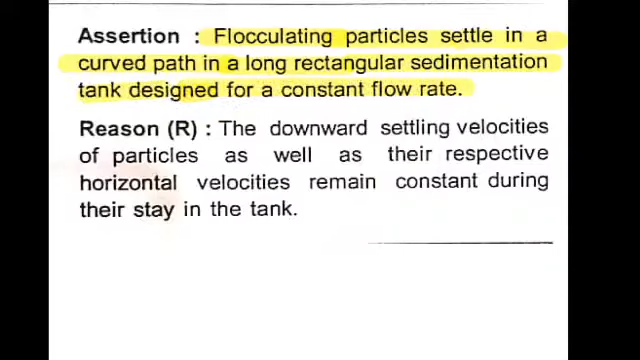 Assertion : Flocculating particles settle in a
curved path in a long rectangular sedimentation
tank designed for a constant flow rate.
Reason (R) : The downward settling velocities
of particles as well as their respective
horizontal velocities remain constant during
their stay in the tank.